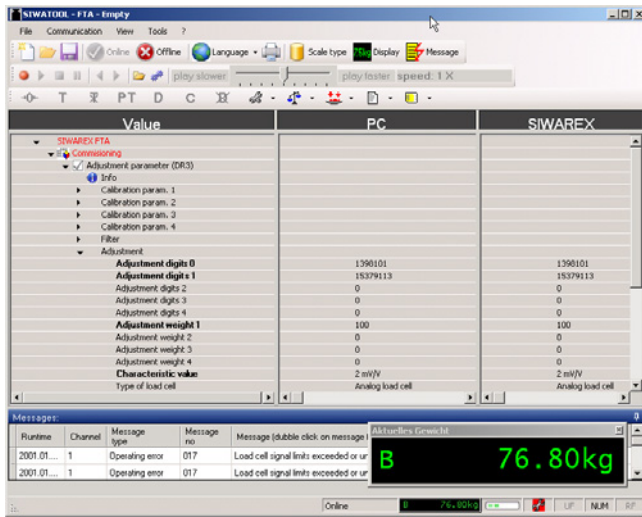 SIWATOOL - FTA - Empty
File Communication View Tools ?
Online Offline Language Scale type 76kg Display Message
play slower play faster speed: 1 X
T PT D C
Value PC SIWAREX
SIWAREX FTA
Commisioning
Adjustment parameter (DR3)
Info
Calibration param. 1
Calibration param. 2
Calibration param. 3
Calibration param. 4
Filter
Adjustment
Adjustment digits 0 1398101 1398101
Adjustment digits 1 15379113 15379113
Adjustment digits 2 0 0
Adjustment digits 3 0 0
Adjustment digits 4 0 0
Adjustment weight 1 100 100
Adjustment weight 2 0 0
Adjustment weight 3 0 0
Adjustment weight 4 0 0
Characteristic value 2 mV/V 2 mV/V
Type of load cell Analog load cell Analog load cell
Messages:
Runtime Channel Message type Message no Message (dubble click on message
2001.01.... 1 Operating error 017 Load cell signal limits exceeded or ur
2001.01.... 1 Operating error 017 Load cell signal limits exceeded or ur
Aktuelles Gewicht
B 76.80kg
Online B 76.80kg UF NUM RF